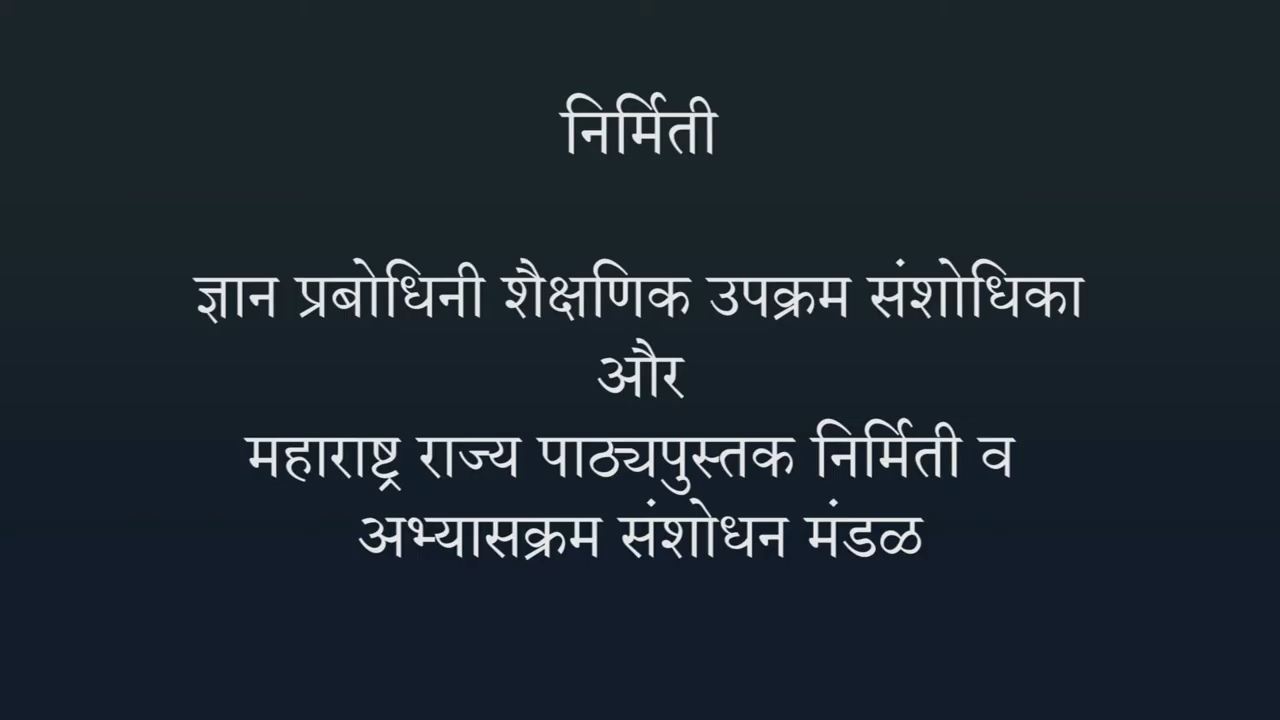 निर्मिती
ज्ञान प्रबोधिनी शैक्षणिक उपक्रम संशोधिका
और
महाराष्ट्र राज्य पाठ्यपुस्तक निर्मिती व
अभ्यासक्रम संशोधन मंडळ